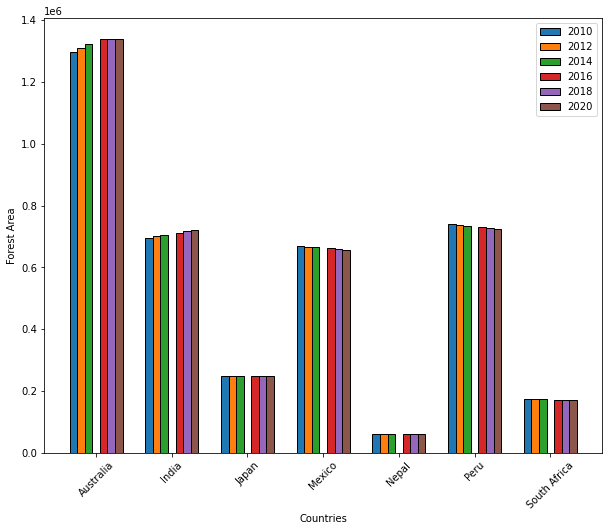 1e6
1.4
1.2
1.0
0.8
0.6
0.4
0.2
0.0
Forest Area
2010
2012
2014
2016
2018
2020
Australia
India
Japan
Mexico
Nepal
Peru
South Africa
Countries